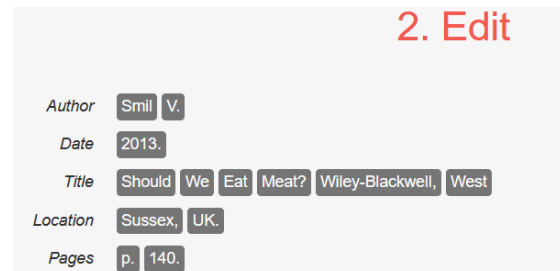 2. Edit
Author Smil V.
Date 2013.
Title Should We Eat Meat? Wiley-Blackwell, West
Location Sussex, UK.
Pages p. 140.